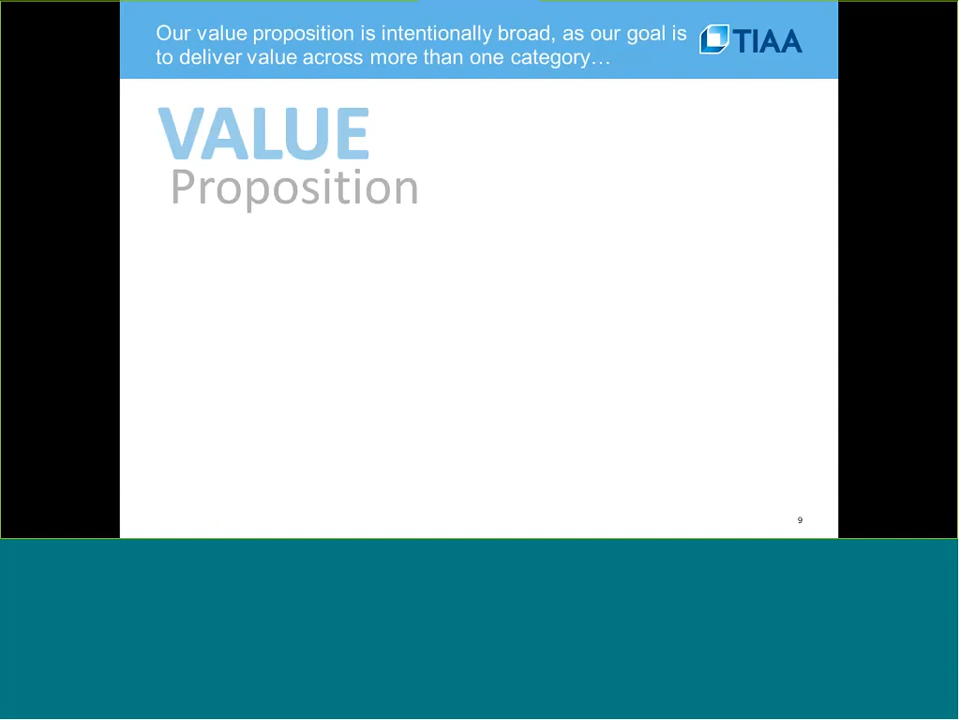 Our value proposition is intentionally broad, as our goal is
to deliver value across more than one category…
TIAA
VALUE
Proposition
9